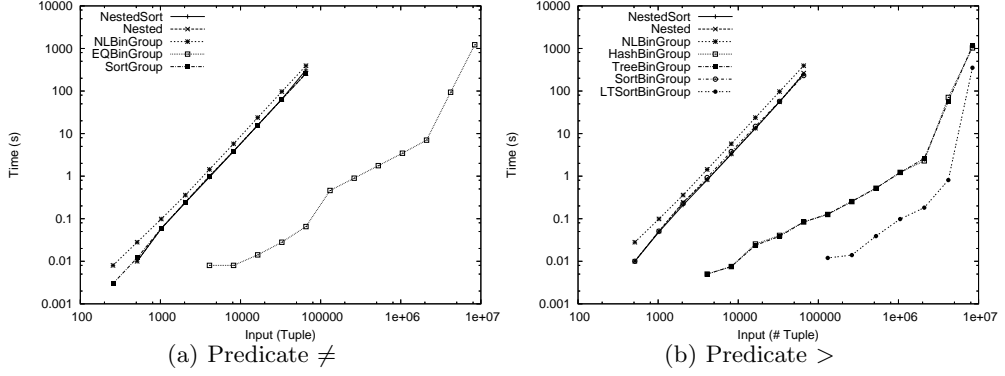 10000
1000
100
10
1
0.1
0.01
0.001
Time (s)
NestedSort
Nested
NLBinGroup
EQBinGroup
SortGroup
100 1000 10000 100000 1e+06 1e+07
Input (Tuple)
(a) Predicate ≠
10000
1000
100
10
1
0.1
0.01
0.001
Time (s)
NestedSort
Nested
NLBinGroup
HashBinGroup
TreeBinGroup
SortBinGroup
LTSortBinGroup
100 1000 10000 100000 1e+06 1e+07
Input (# Tuple)
(b) Predicate >